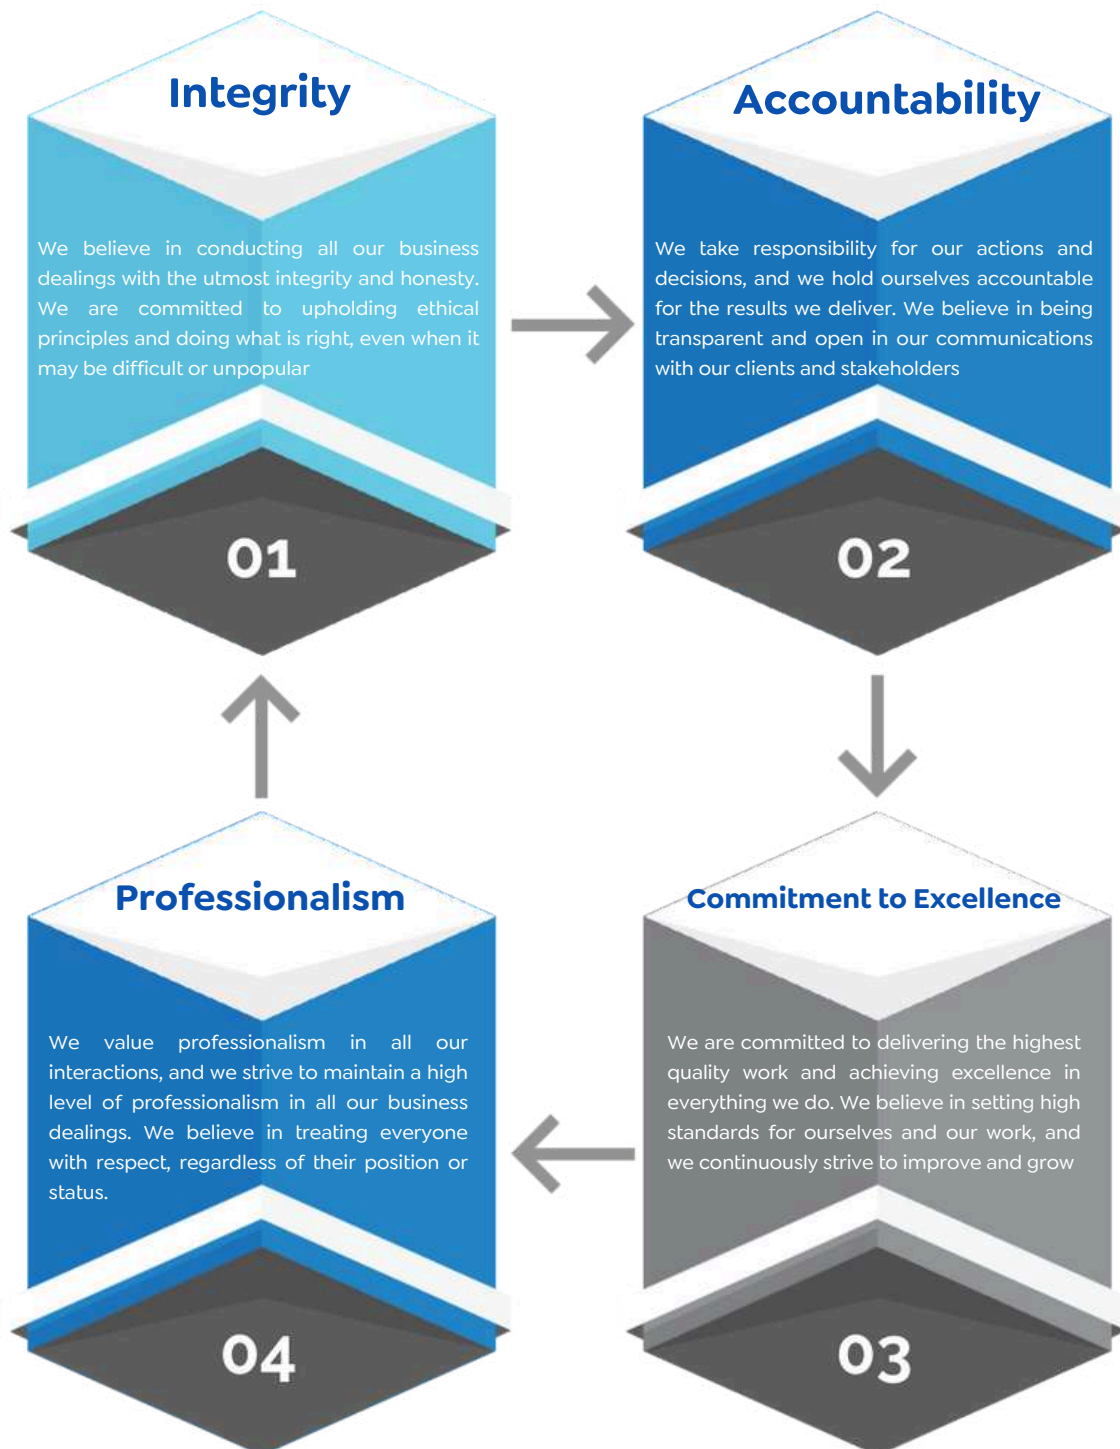 Integrity
We believe in conducting all our business
dealings with the utmost integrity and honesty.
We are committed to upholding ethical
principles and doing what is right, even when it
may be difficult or unpopular
01
Accountability
We take responsibility for our actions and
decisions, and we hold ourselves accountable
for the results we deliver. We believe in being
transparent and open in our communications
with our clients and stakeholders
02
Commitment to Excellence
We are committed to delivering the highest
quality work and achieving excellence in
everything we do. We believe in setting high
standards for ourselves and our work, and
we continuously strive to improve and grow
03
Professionalism
We value professionalism in all our
interactions, and we strive to maintain a high
level of professionalism in all our business
dealings. We believe in treating everyone
with respect, regardless of their position or
status.
04